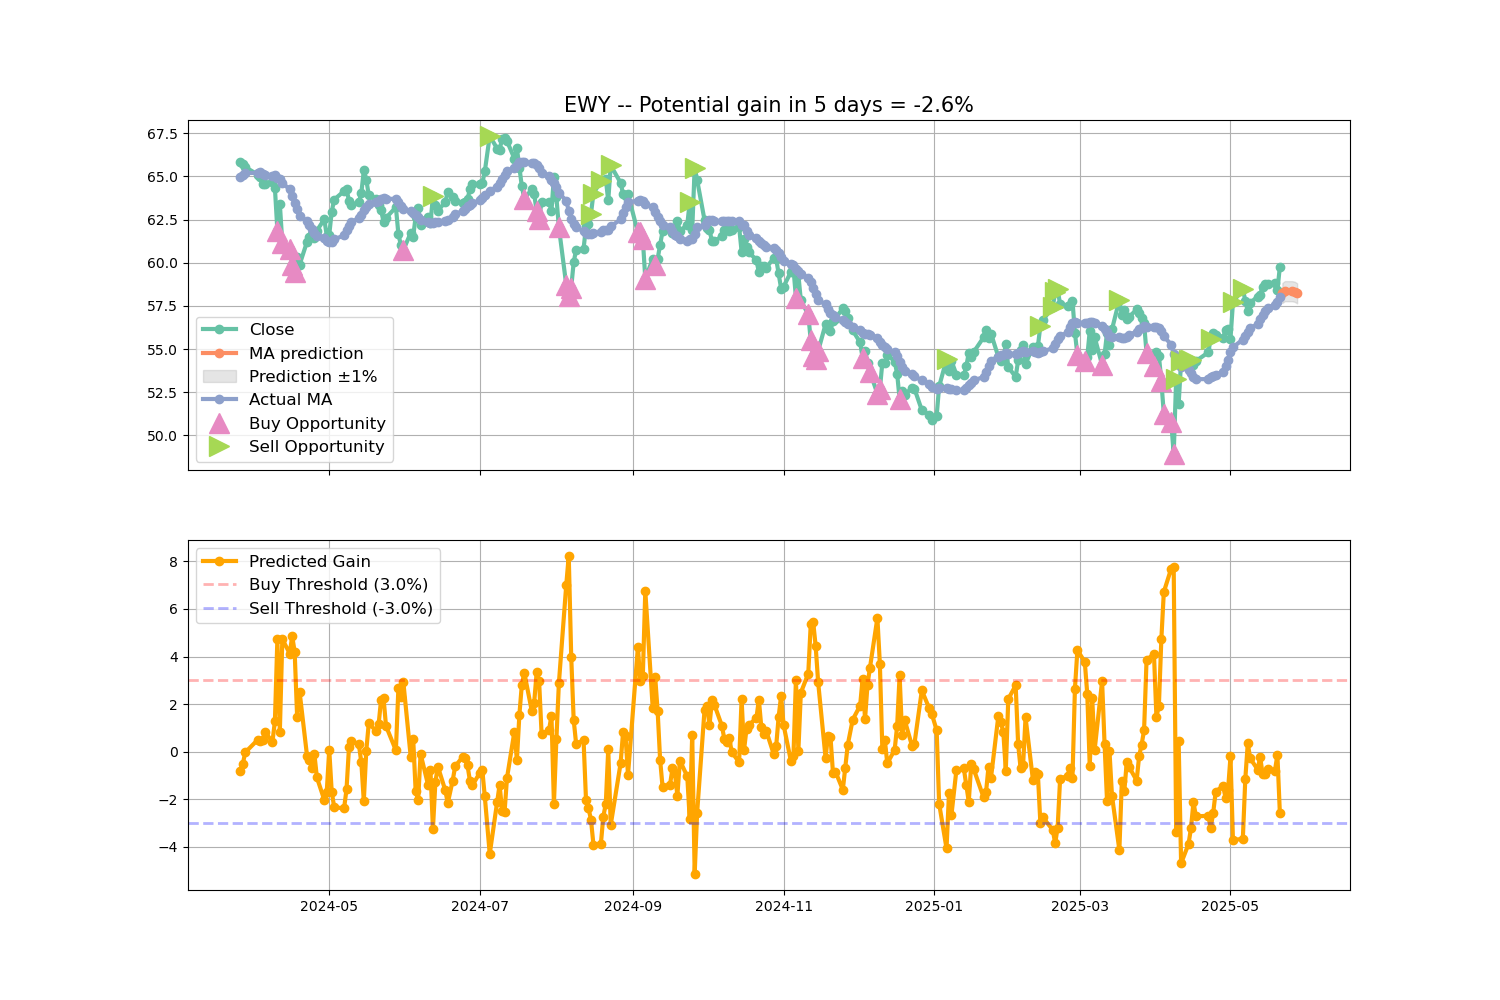 EWY -- Potential gain in 5 days = -2.6%
67.5
65.0
62.5
60.0
57.5
55.0
52.5
50.0
Close
MA prediction
Prediction ±1%
Actual MA
Buy Opportunity
Sell Opportunity
8
6
4
2
0
−2
−4
Predicted Gain
Buy Threshold (3.0%)
Sell Threshold (-3.0%)
2024-05 2024-07 2024-09 2024-11 2025-01 2025-03 2025-05